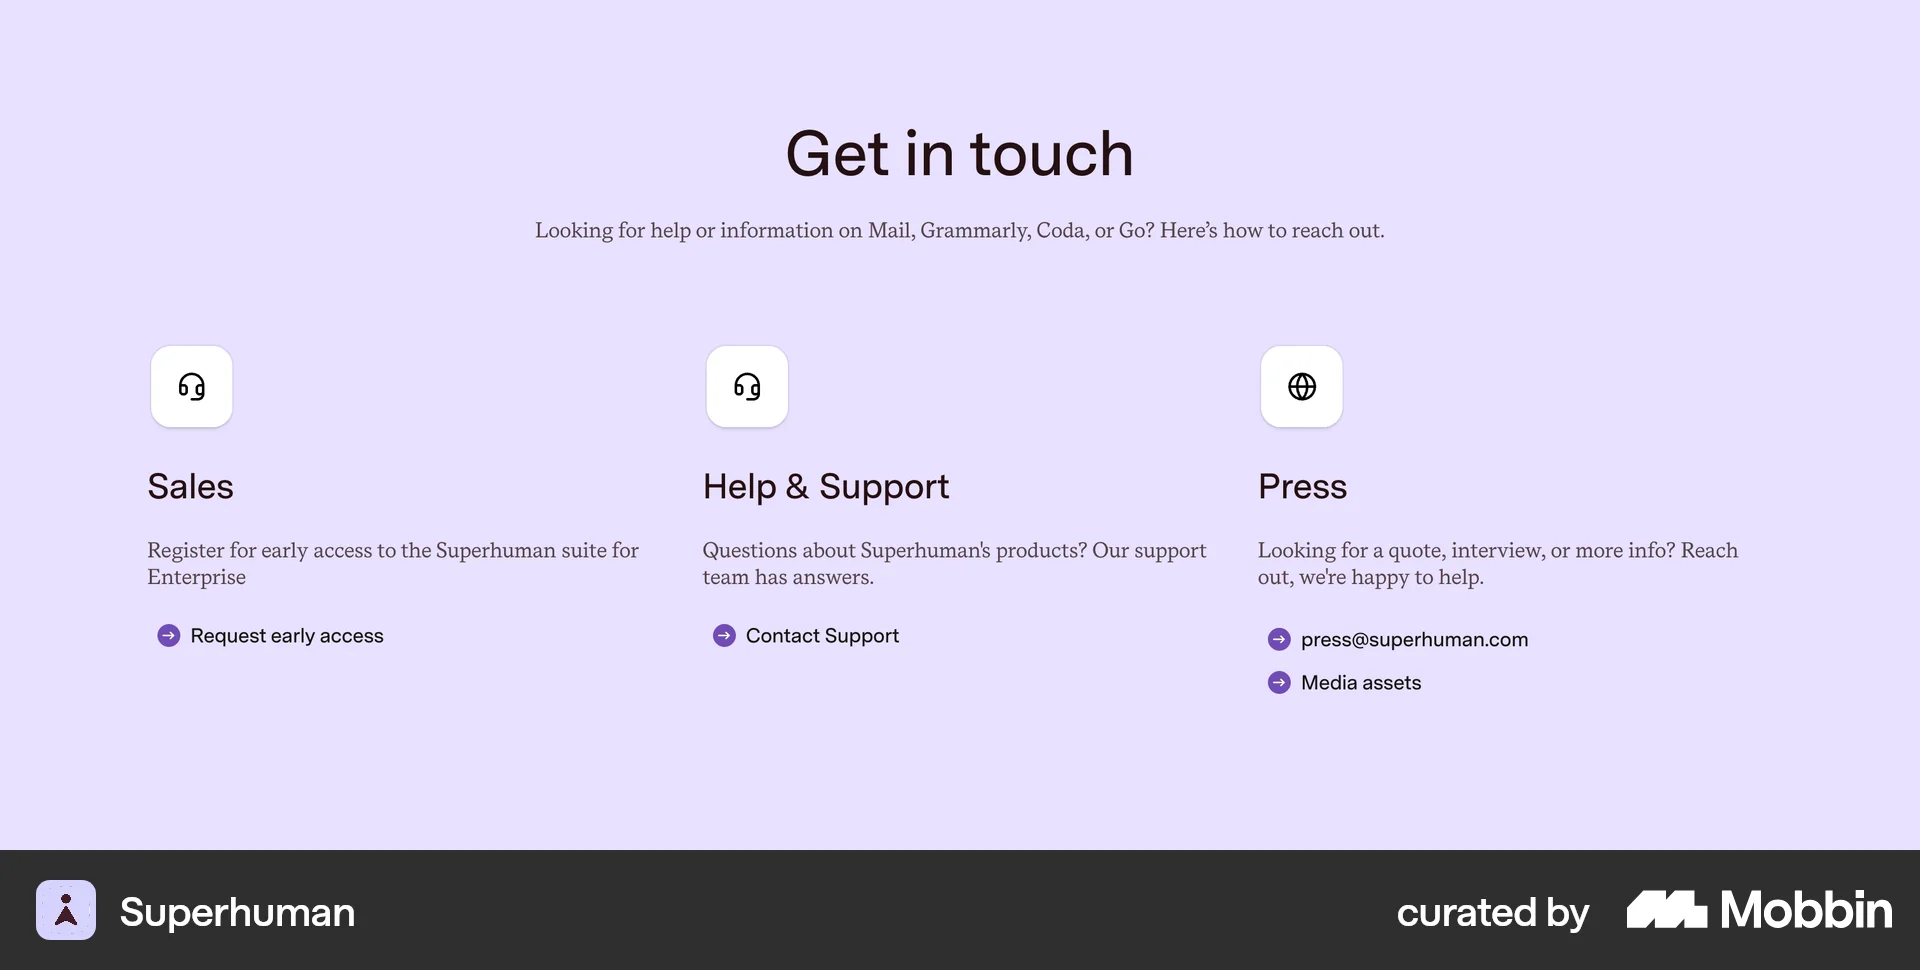 Get in touch
Looking for help or information on Mail, Grammarly, Coda, or Go? Here’s how to reach out.
Sales
Register for early access to the Superhuman suite for
Enterprise
Request early access
Help & Support
Questions about Superhuman's products? Our support
team has answers.
Contact Support
Press
Looking for a quote, interview, or more info? Reach
out, we're happy to help.
press@superhuman.com
Media assets
Superhuman
curated by Mobbin